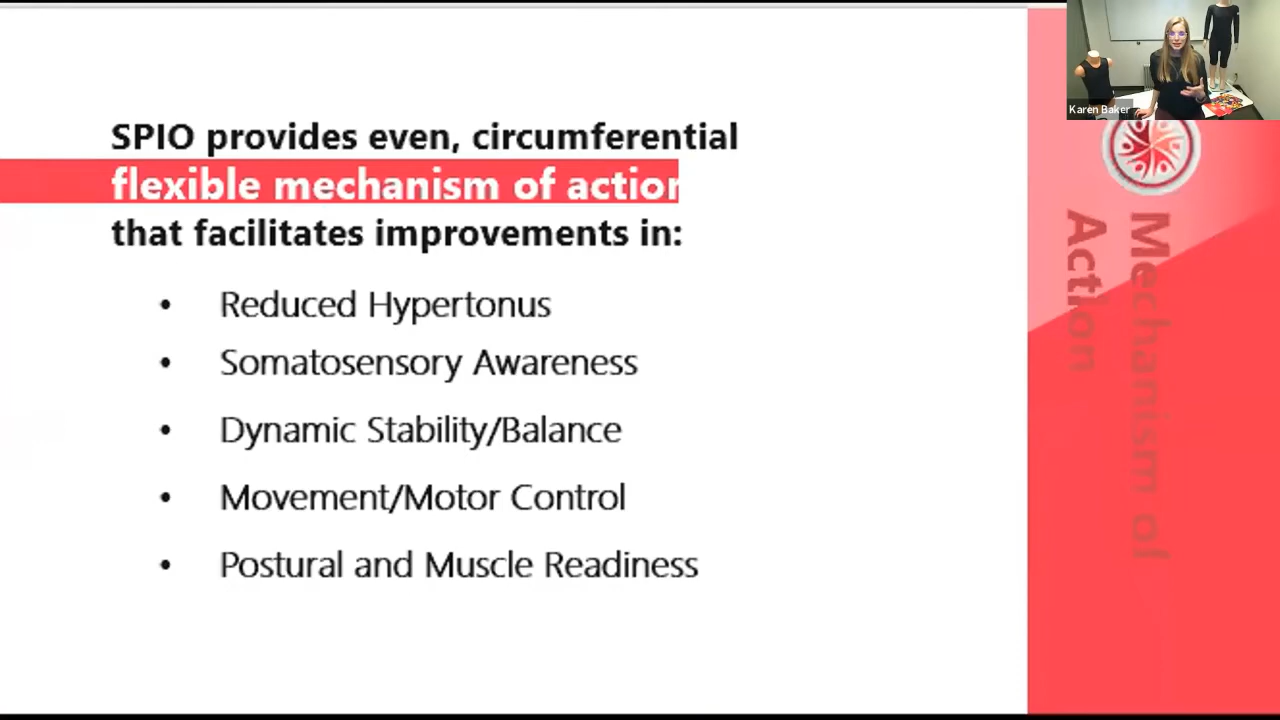 SPIO provides even, circumferential
flexible mechanism of action
that facilitates improvements in:
• Reduced Hypertonus
• Somatosensory Awareness
• Dynamic Stability/Balance
• Movement/Motor Control
• Postural and Muscle Readiness
Karen Baker
Mechanism of
Action